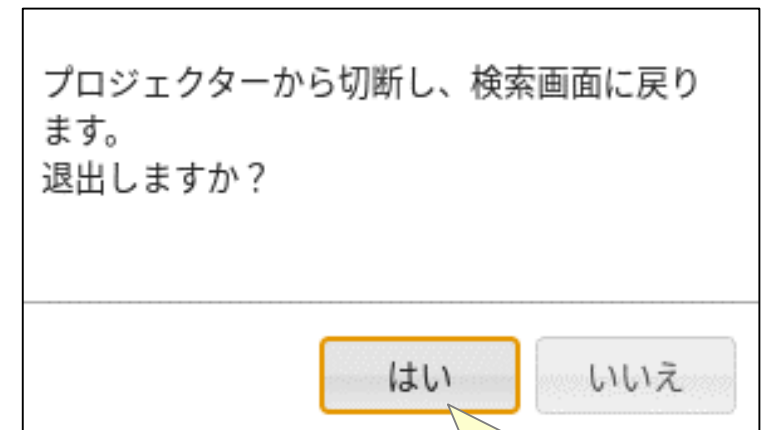 プロジェクターから切断し、検索画面に戻り
ます。
退出しますか？
はい
いいえ